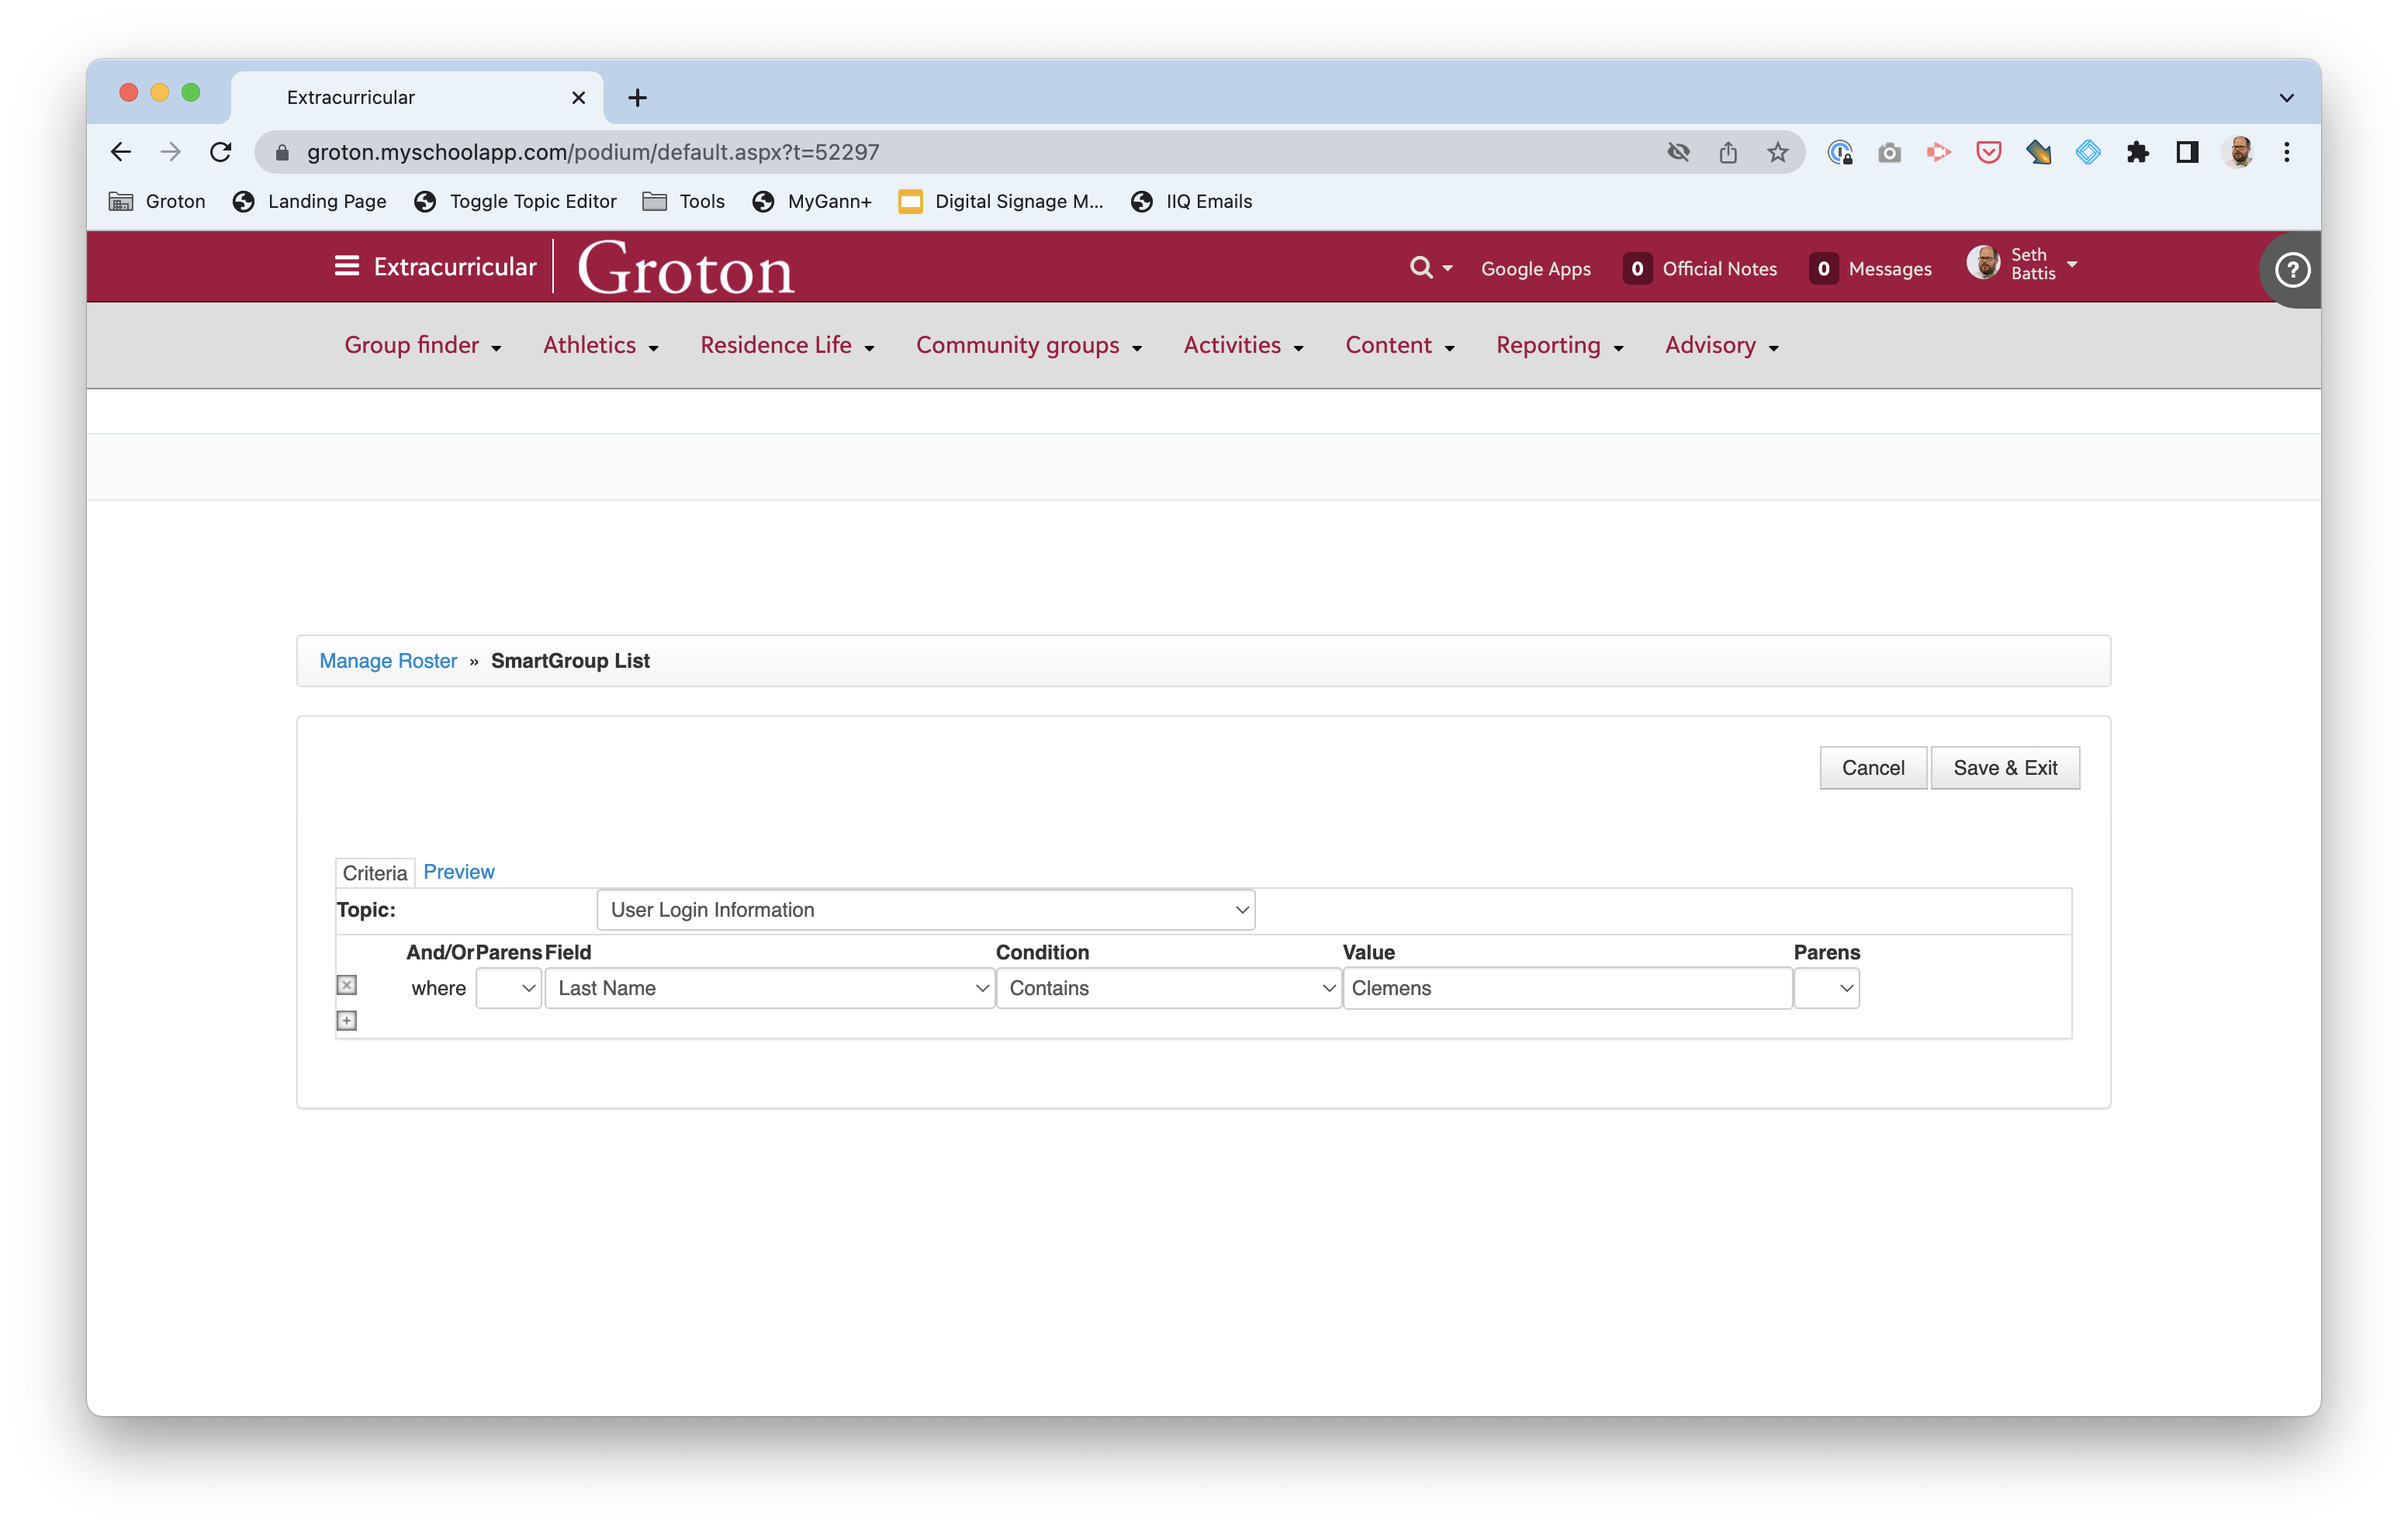 Extracurricular
groton.myschoolapp.com/podium/default.aspx?t=52297
Groton Landing Page Toggle Topic Editor Tools MyGann+ Digital Signage M... IIQ Emails
Extracurricular Groton Google Apps 0 Official Notes 0 Messages Seth Battis ?
Group finder Athletics Residence Life Community groups Activities Content Reporting Advisory
Manage Roster » SmartGroup List
Cancel Save & Exit
Criteria Preview
Topic: User Login Information
And/Or Parens Field Condition Value Parens
where Last Name Contains Clemens